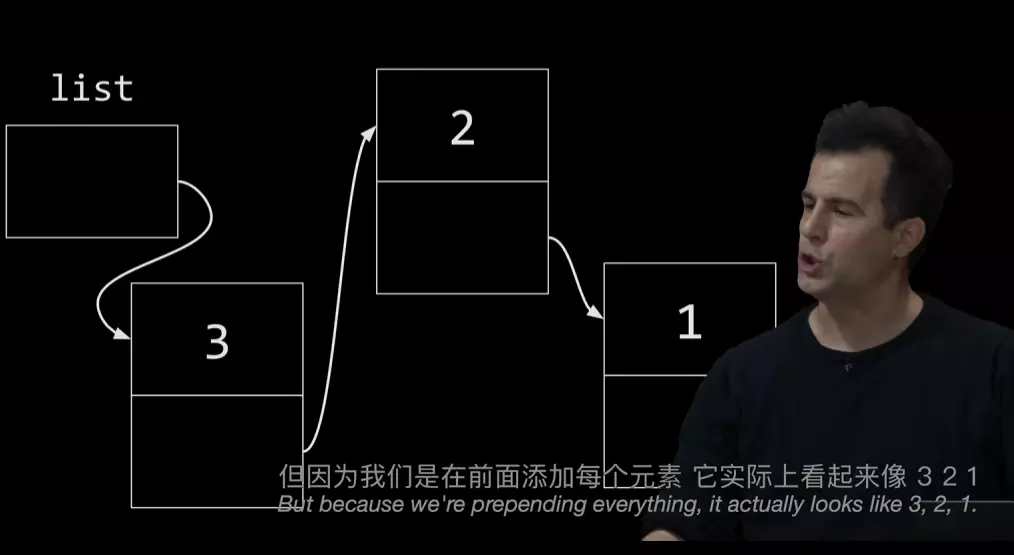 list
2
3
1
但因为我们是在前面添加每个元素 它实际上看起来像 3 2 1
But because we're prepending everything, it actually looks like 3, 2, 1.